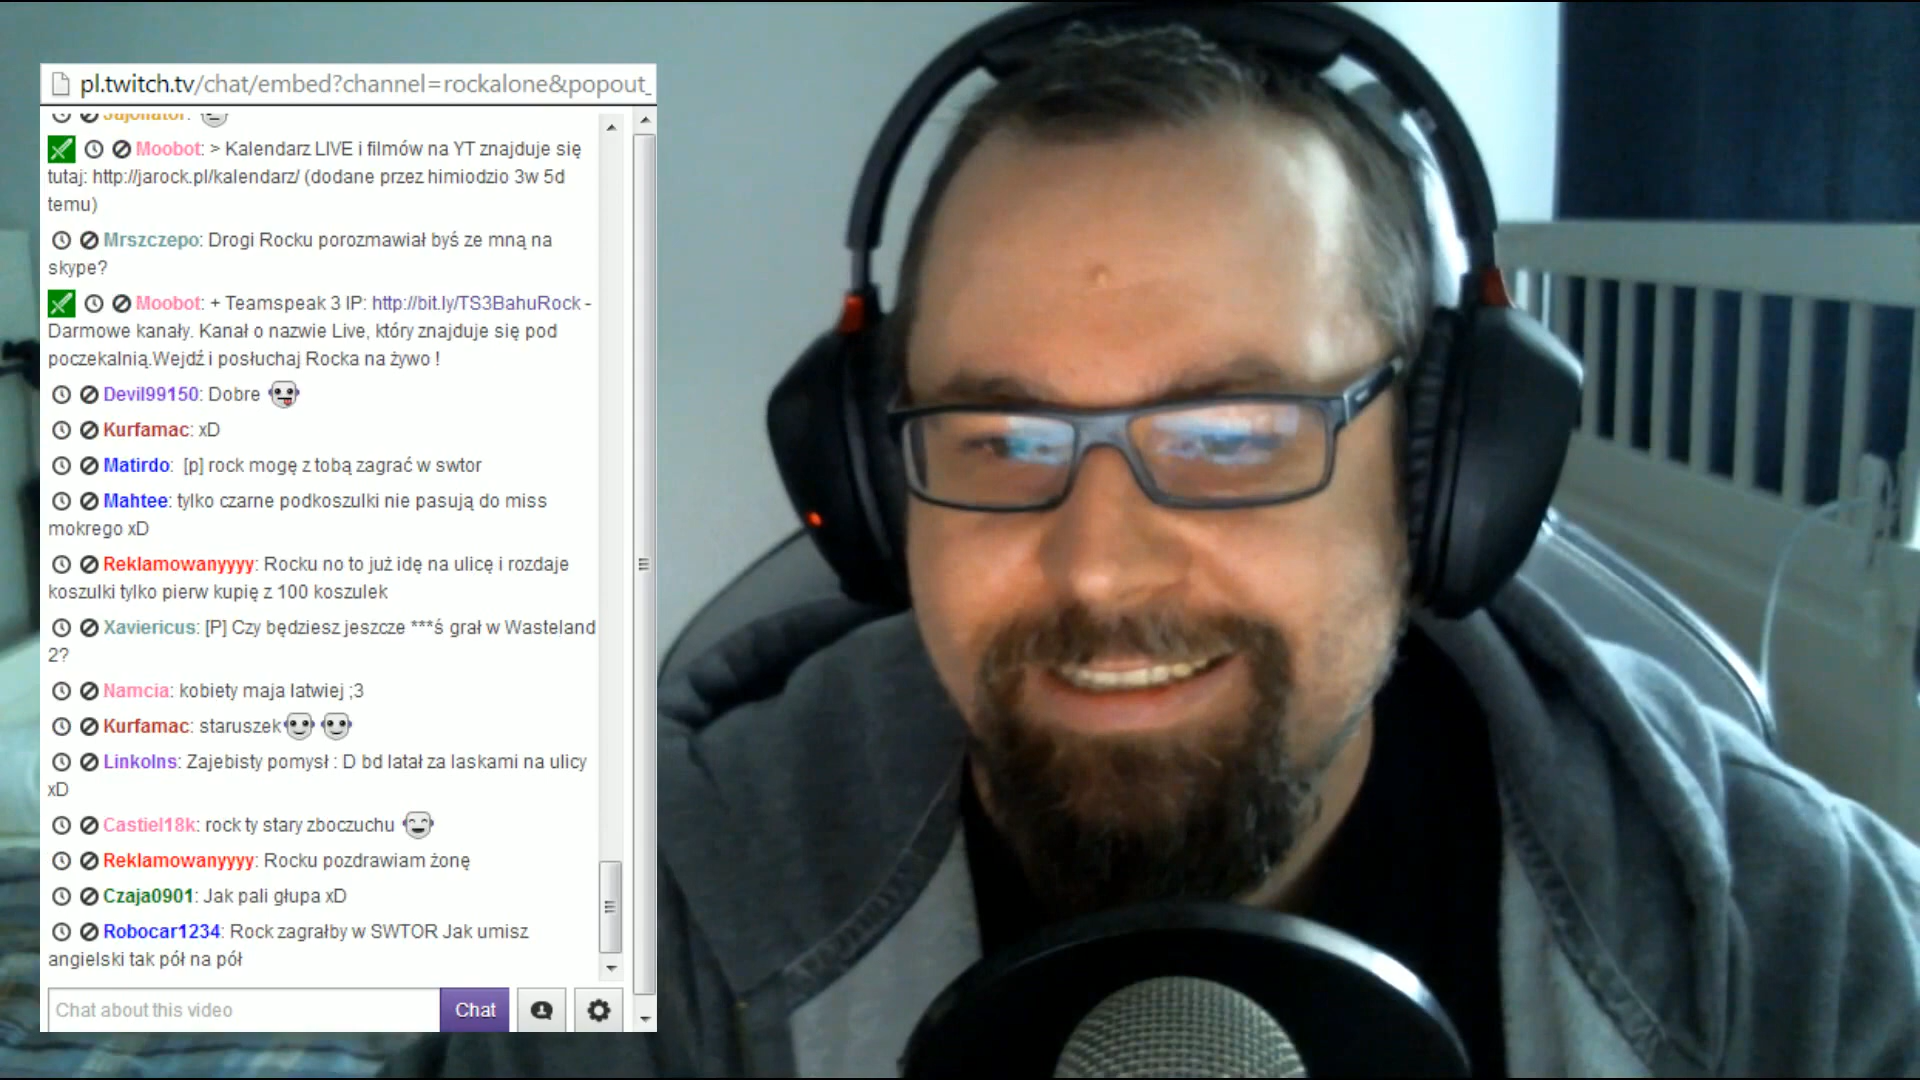 pl.twitch.tv/chat/embed?channel=rockalone&popout_
Moobot: > Kalendarz LIVE i filmów na YT znajduje się
tutaj: http://jarock.pl/kalendarz/ (dodane przez himiodzio 3w 5d
temu)
Mrszczepo: Drogi Rocku porozmawiał byś ze mną na
skype?
Moobot: + Teamspeak 3 IP: http://bit.ly/TS3BahuRock -
Darmowe kanały. Kanał o nazwie Live, który znajduje się pod
poczekalnią.Wejdź i posłuchaj Rocka na żywo !
Devil99150: Dobre
Kurfamac: xD
Matirdo: [p] rock mogę z tobą zagrać w swtor
Mahtee: tylko czarne podkoszulki nie pasują do miss
mokrego xD
Reklamowanyyyy: Rocku no to już idę na ulicę i rozdaje
koszulki tylko pierw kupię z 100 koszulek
Xaviericus: [P] Czy będziesz jeszcze ***ś grał w Wasteland
2?
Namcia: kobiety maja latwiej ;3
Kurfamac: staruszek
Linkolns: Zajebisty pomysł : D bd latał za laskami na ulicy
xD
Castiel18k: rock ty stary zboczuchu
Reklamowanyyyy: Rocku pozdrawiam żonę
Czaja0901: Jak pali głupa xD
Robocar1234: Rock zagrałby w SWTOR Jak umisz
angielski tak pół na pół
Chat about this video
Chat